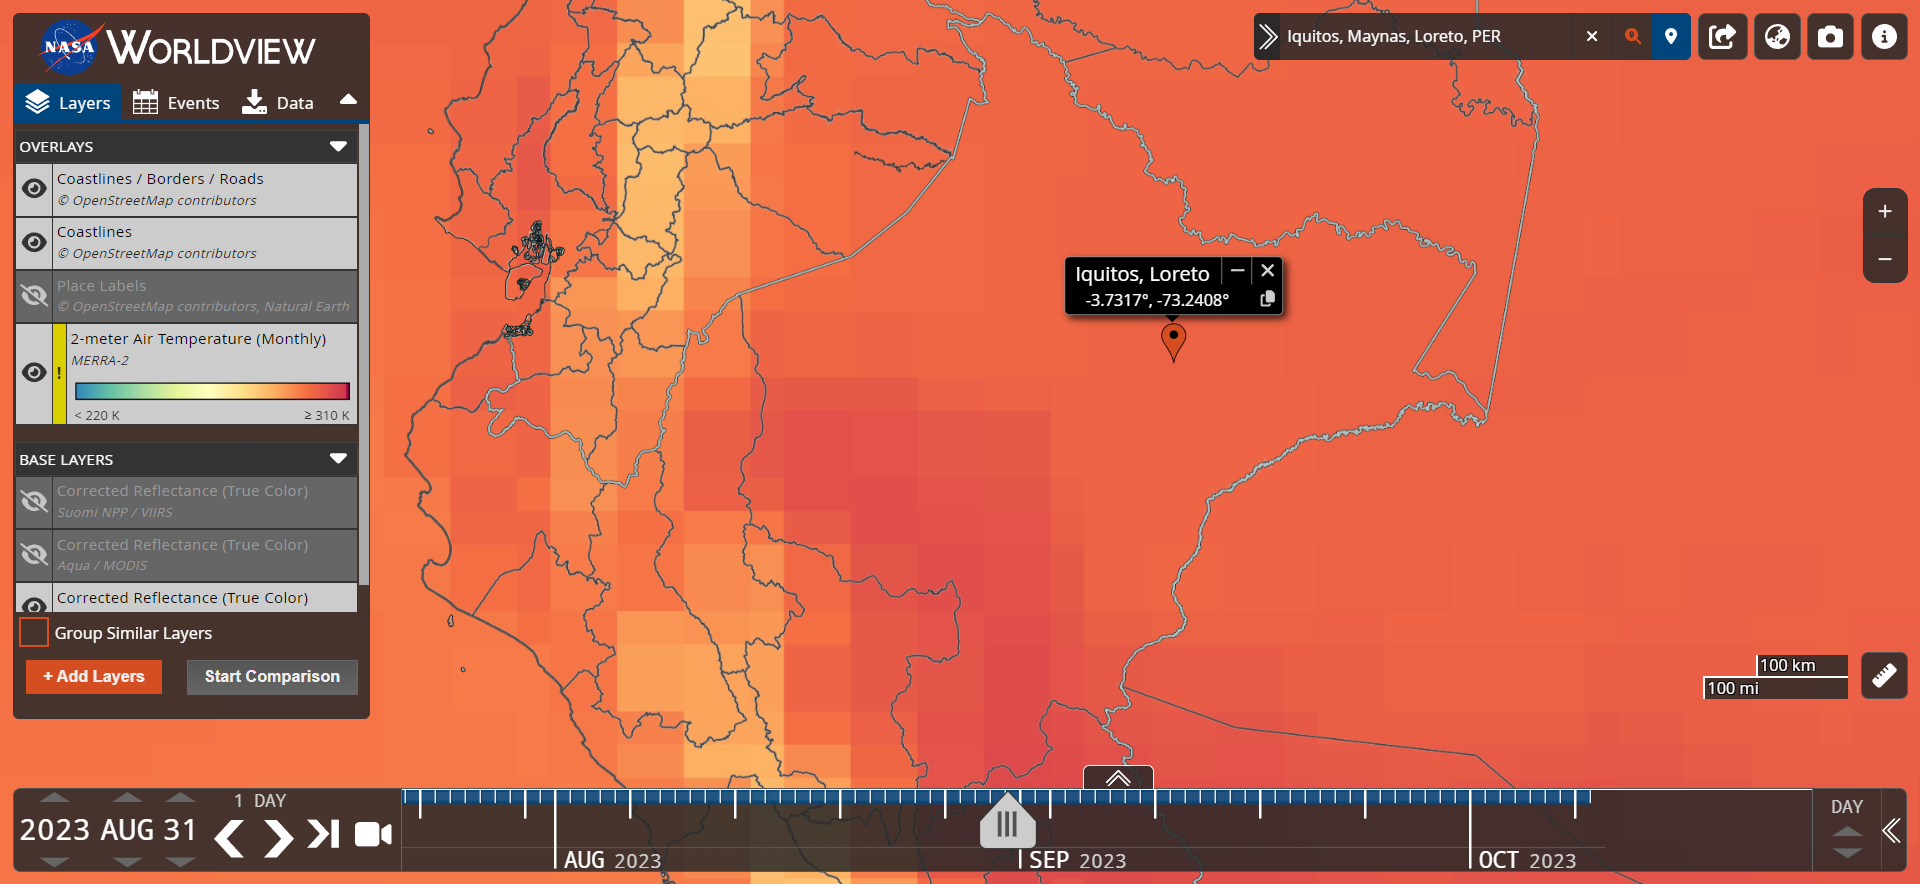 NASA WORLDVIEW
Layers
Events
Data
OVERLAYS
Coastlines / Borders / Roads
© OpenStreetMap contributors
Coastlines
© OpenStreetMap contributors
Place Labels
© OpenStreetMap contributors, Natural Earth
!
2-meter Air Temperature (Monthly)
MERRA-2
< 220 K
≥ 310 K
BASE LAYERS
Corrected Reflectance (True Color)
Suomi NPP / VIIRS
Corrected Reflectance (True Color)
Aqua / MODIS
Corrected Reflectance (True Color)
Group Similar Layers
+ Add Layers
Start Comparison
Iquitos, Maynas, Loreto, PER
Iquitos, Loreto
-3.7317°, -73.2408°
+
−
100 km
100 mi
1 DAY
2023 AUG 31
AUG 2023
SEP 2023
OCT 2023
DAY